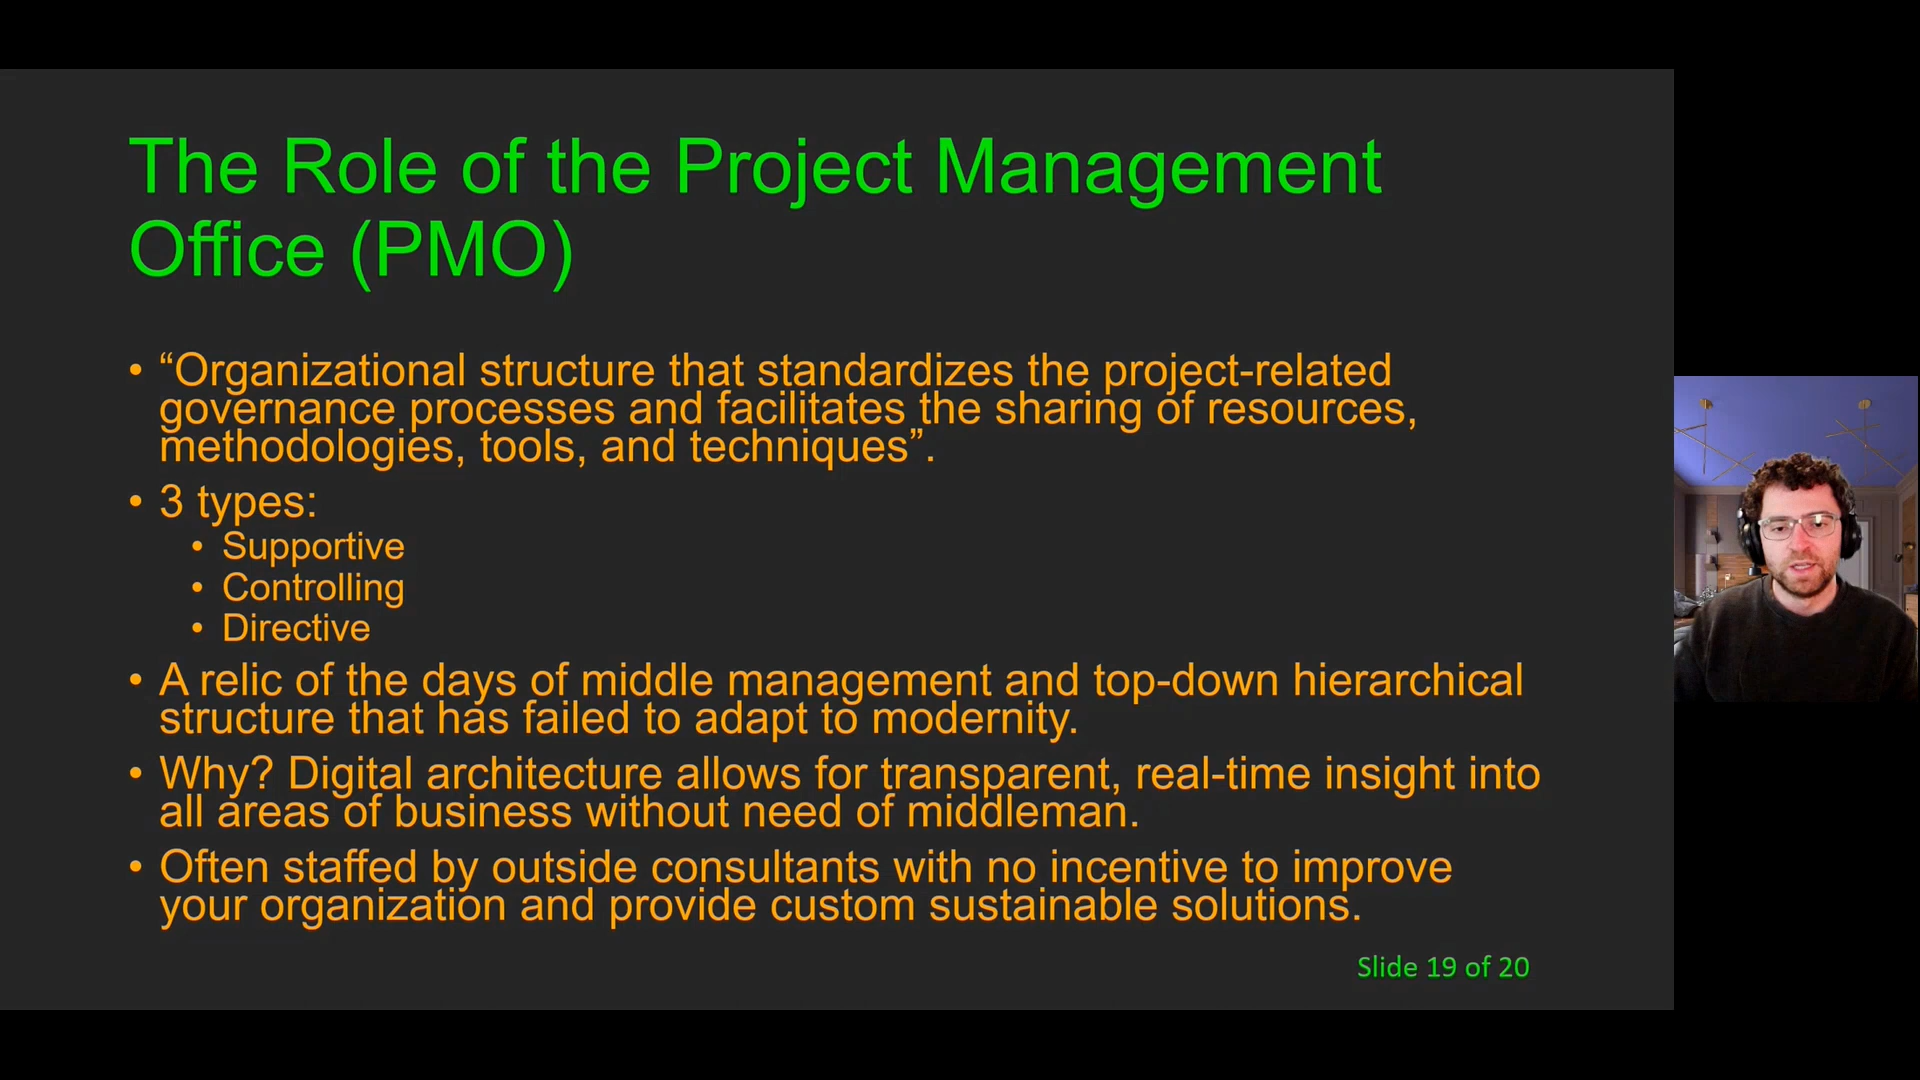 The Role of the Project Management
Office (PMO)
• “Organizational structure that standardizes the project-related
governance processes and facilitates the sharing of resources,
methodologies, tools, and techniques”.
• 3 types:
• Supportive
• Controlling
• Directive
• A relic of the days of middle management and top-down hierarchical
structure that has failed to adapt to modernity.
• Why? Digital architecture allows for transparent, real-time insight into
all areas of business without need of middleman.
• Often staffed by outside consultants with no incentive to improve
your organization and provide custom sustainable solutions.
Slide 19 of 20